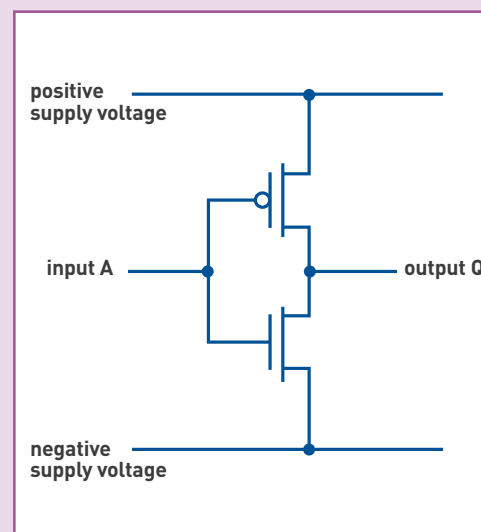 positive
supply voltage
input A
output Q
negative
supply voltage